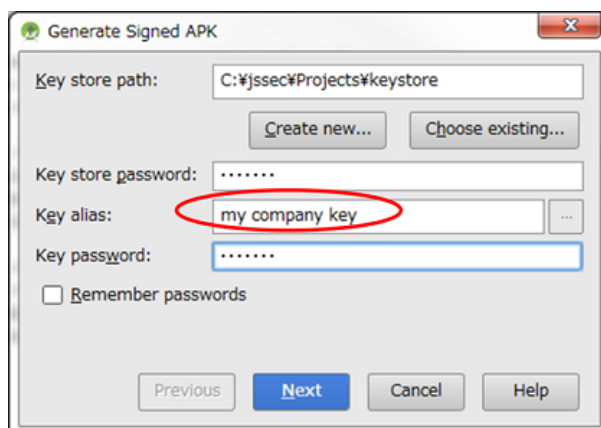 Generate Signed APK
Key store path: C:¥jssec¥Projects¥keystore
Create new... Choose existing...
Key store password: •••••••
Key alias: my company key ...
Key password: •••••••
Remember passwords
Previous Next Cancel Help